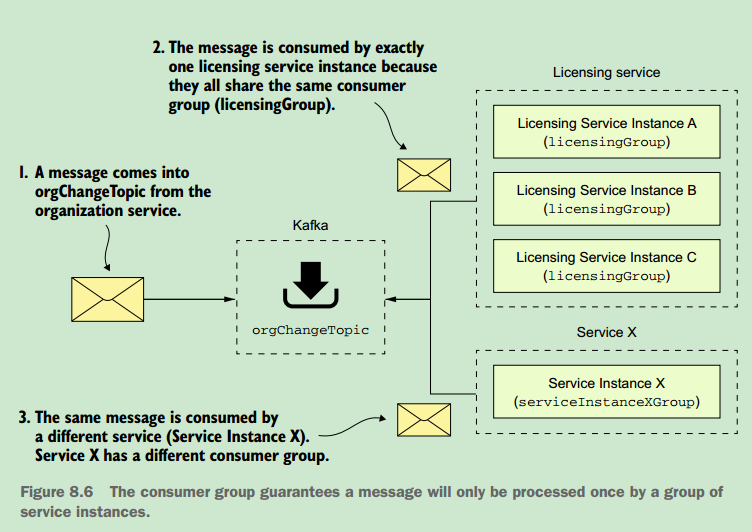 2. The message is consumed by exactly
one licensing service instance because
they all share the same consumer
group (licensingGroup).
Licensing service
Licensing Service Instance A
(licensingGroup)
Licensing Service Instance B
(licensingGroup)
Licensing Service Instance C
(licensingGroup)
1. A message comes into
orgChangeTopic from the
organization service.
Kafka
orgChangeTopic
Service X
Service Instance X
(serviceInstanceXGroup)
3. The same message is consumed by
a different service (Service Instance X).
Service X has a different consumer group.
Figure 8.6 The consumer group guarantees a message will only be processed once by a group of
service instances.